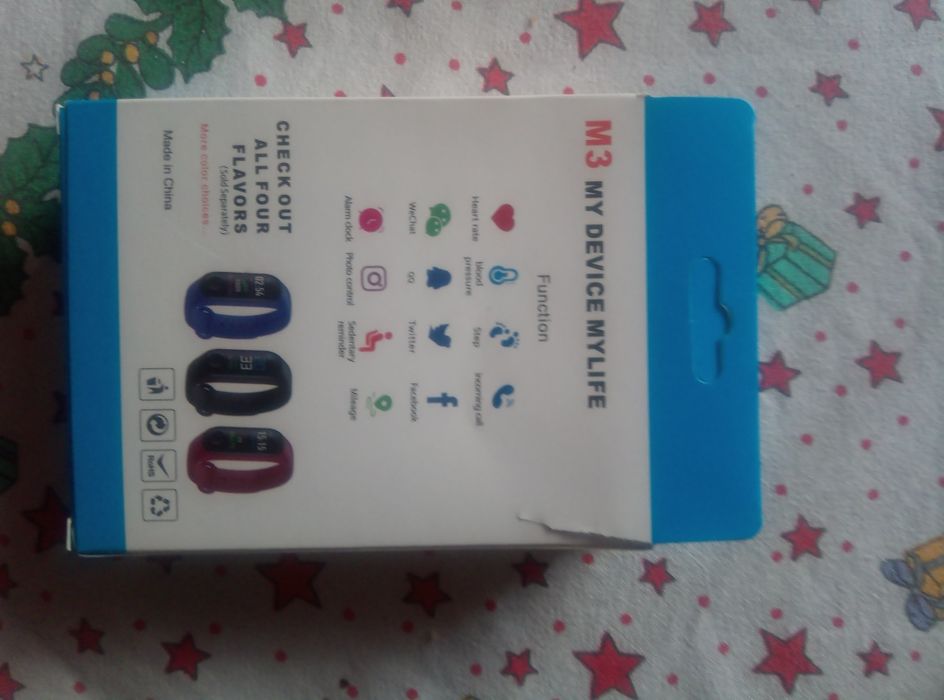 M3 MY DEVICE MYLIFE
Function
Heart rate
blood
pressure
Step
Incoming call
WeChat
QQ
Twitter
Facebook
Alarm clock
Photo control
Sedentary
reminder
Mileage
CHECK OUT
ALL FOUR
FLAVORS
(Sold Separately)
More color choices...
Made in China
02:54
33
15:15
RoHS